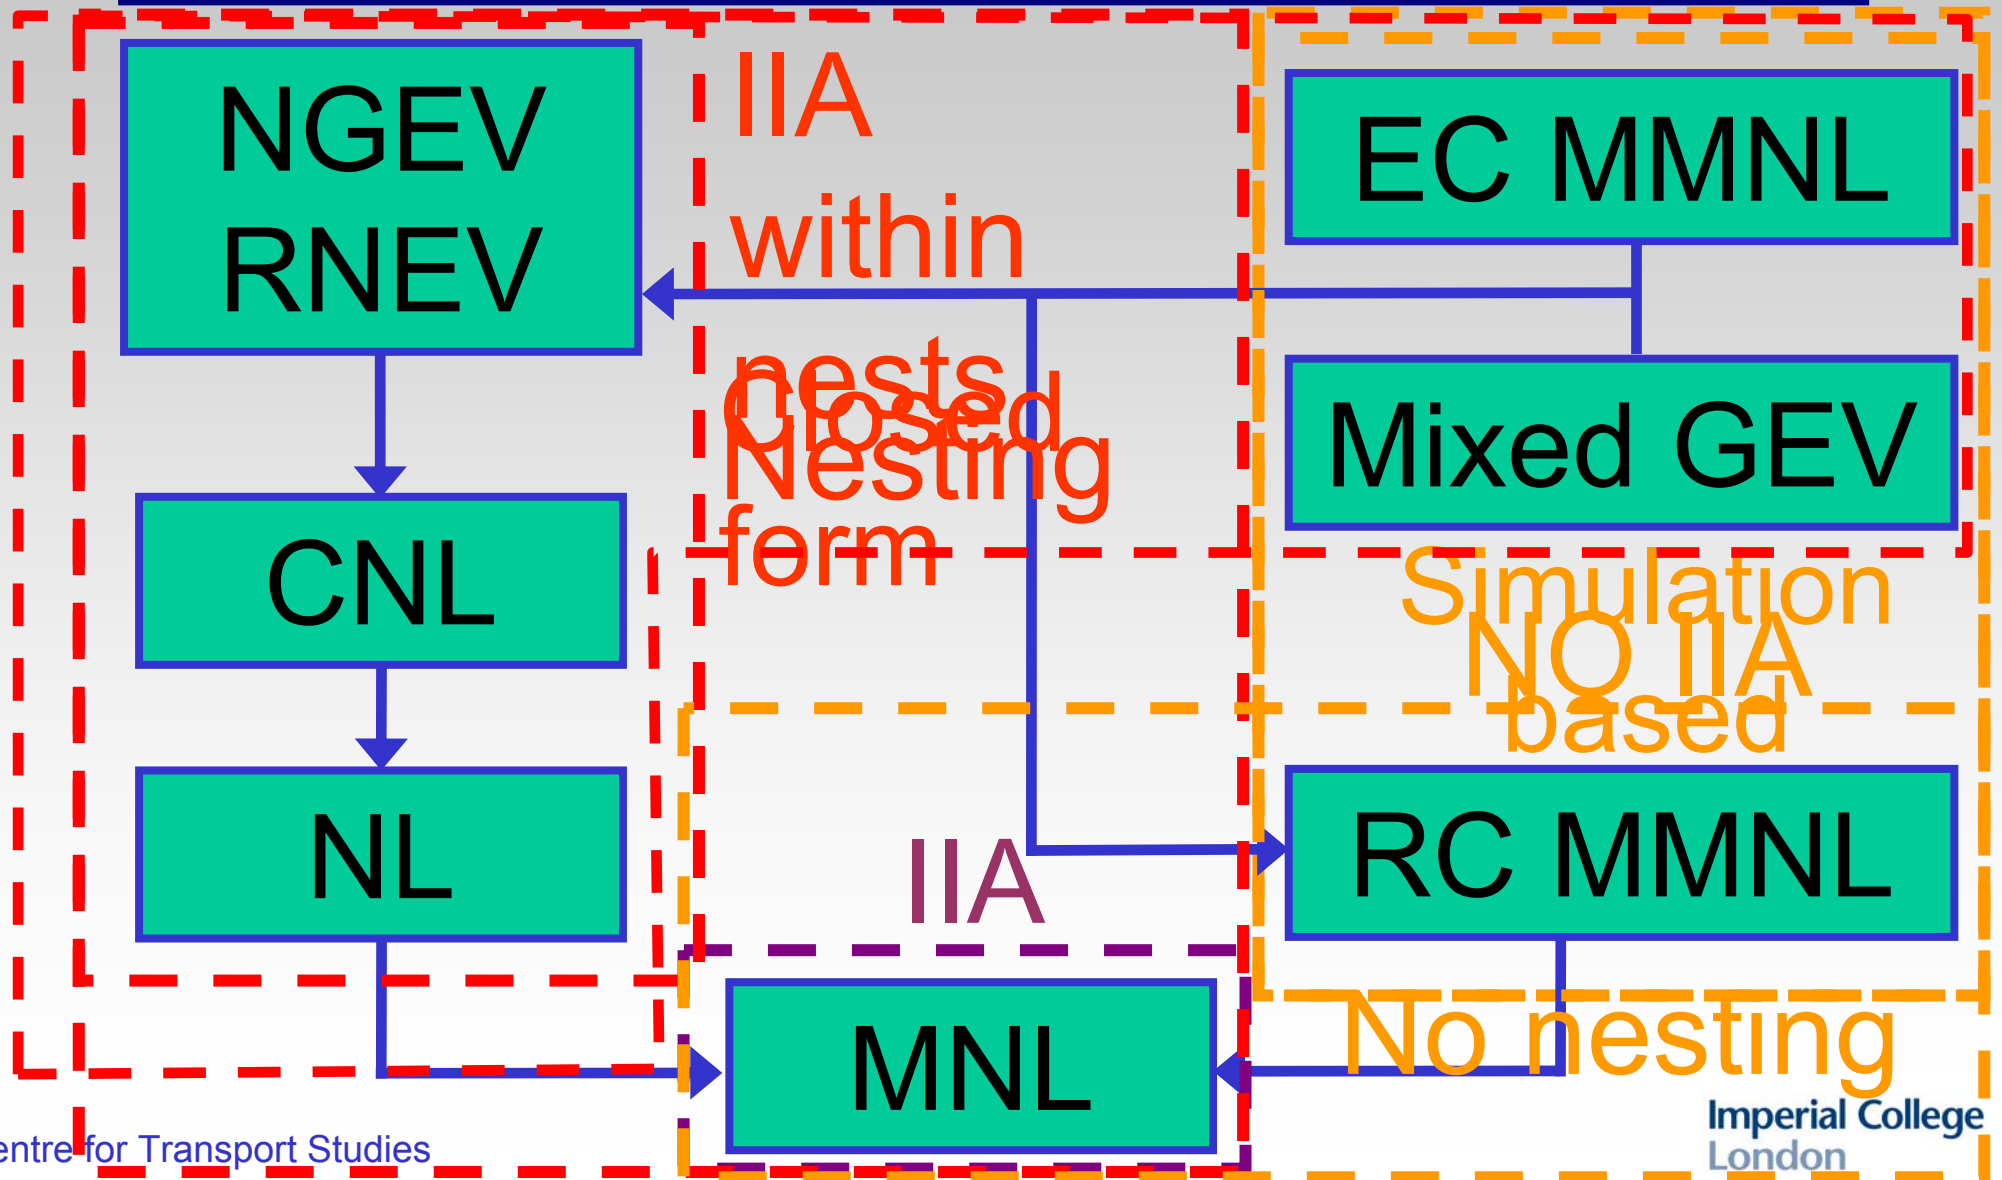 NGEV
RNEV
IIA
within
nests
Closed
form
Nesting
EC MMNL
Mixed GEV
CNL
Simulation
based
NO IIA
NL
IIA
RC MMNL
MNL
No nesting
entre for Transport Studies
Imperial College
London